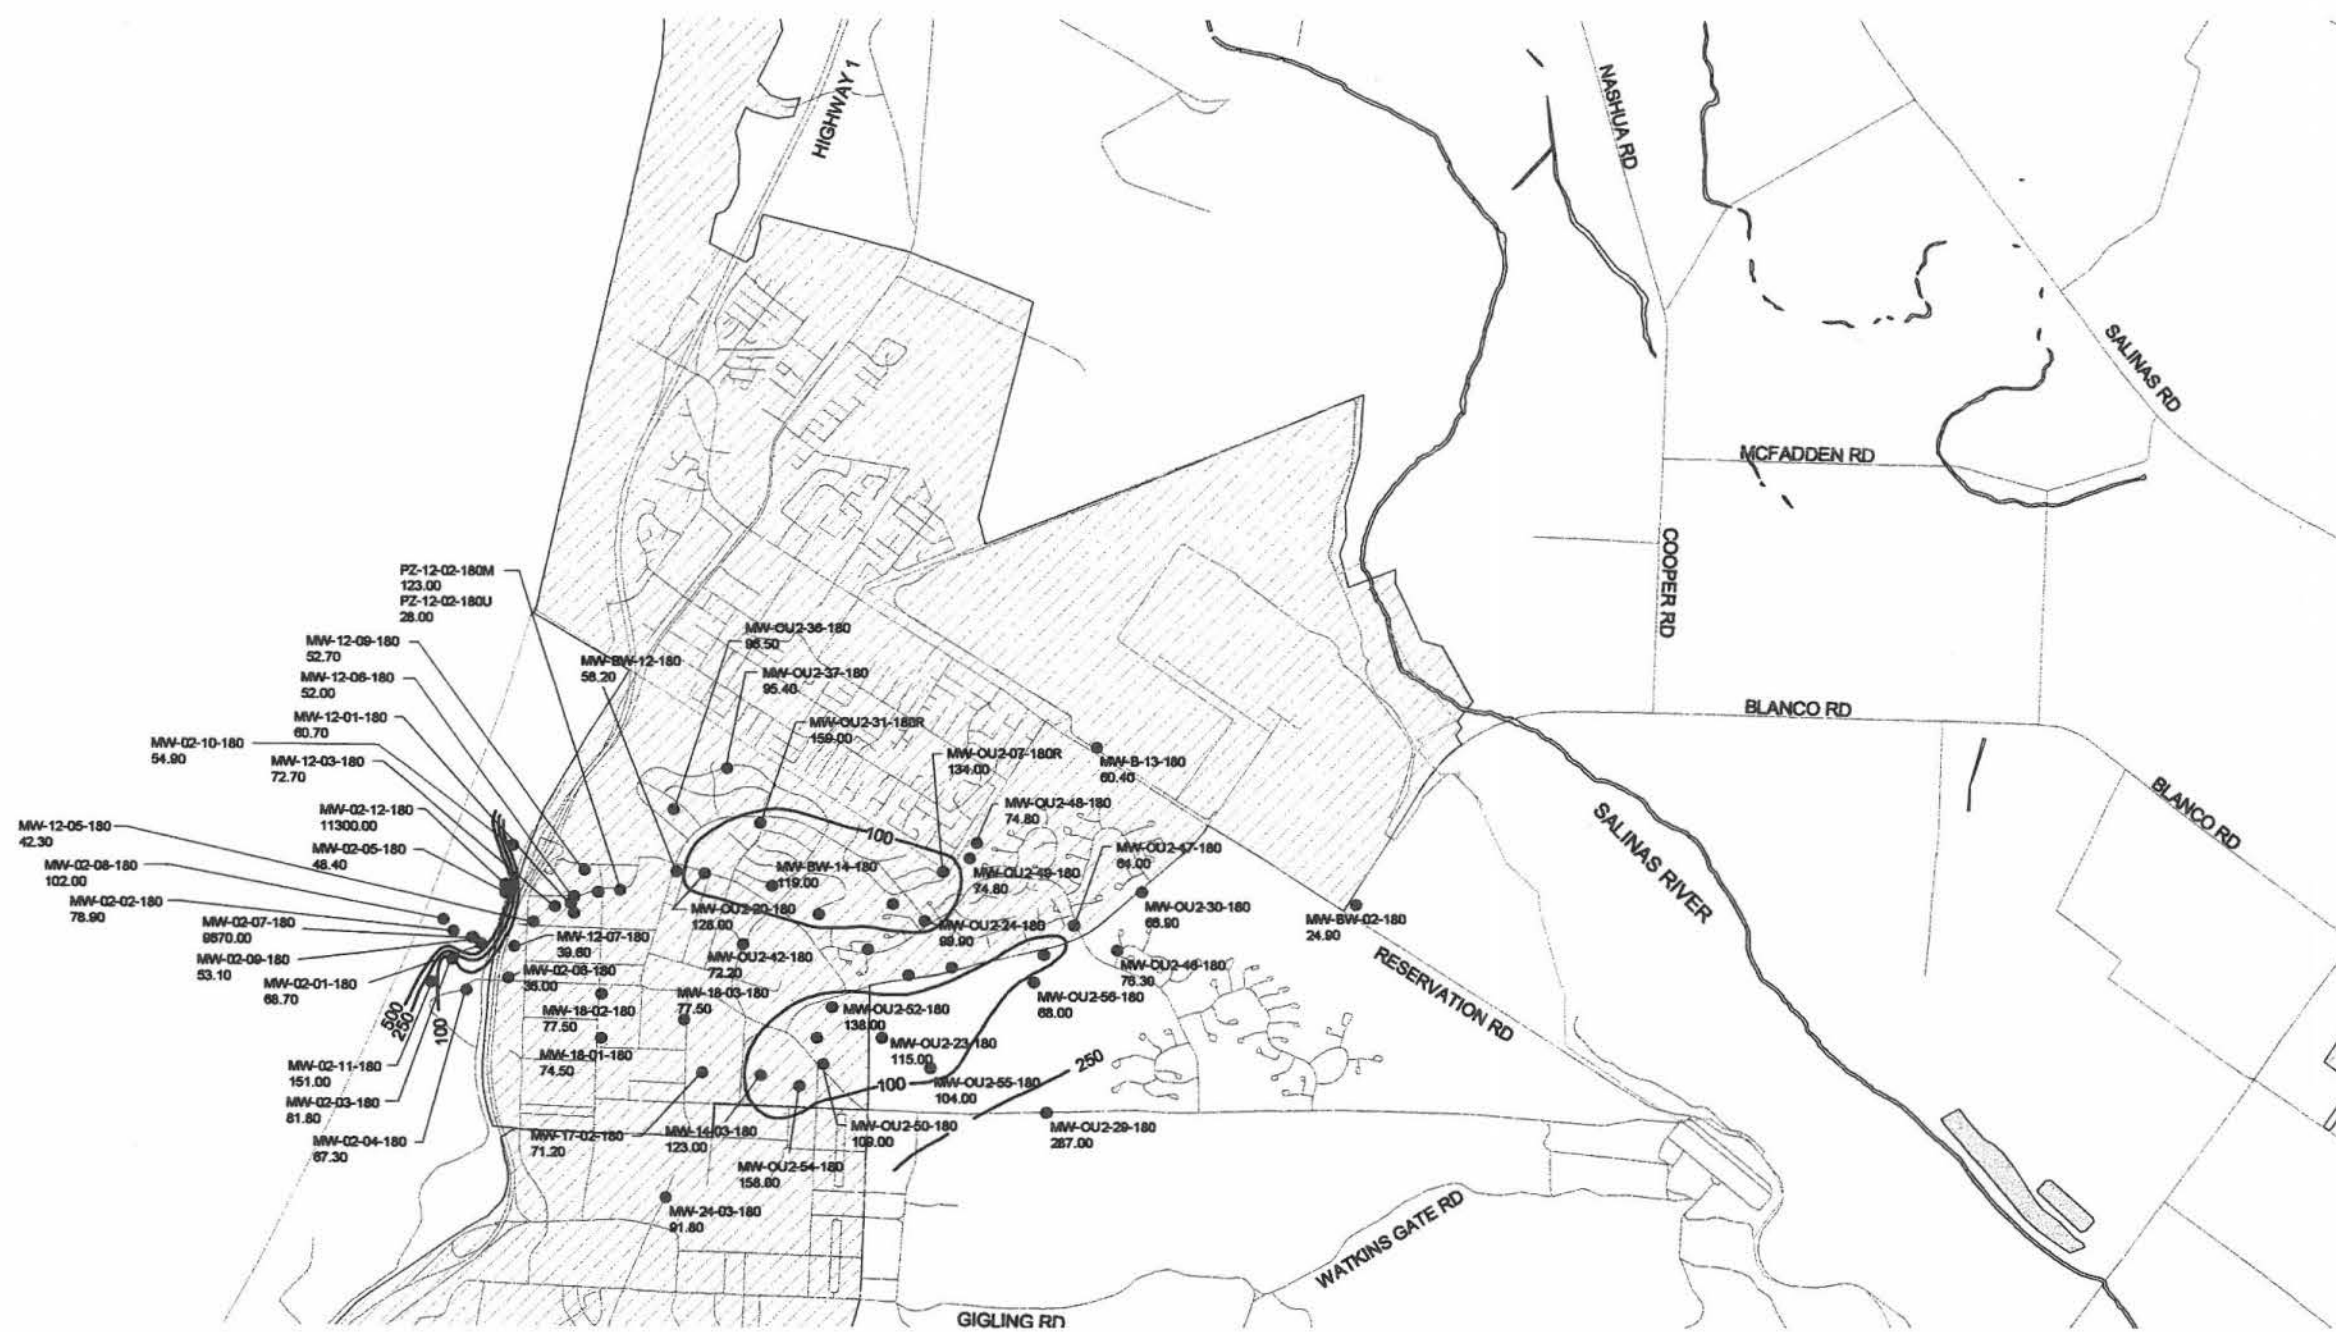 HIGHWAY 1
NASHUA RD
SALINAS RD
MCFADDEN RD
COOPER RD
BLANCO RD
BLANCO RD
SALINAS RIVER
RESERVATION RD
WATKINS GATE RD
GIGLING RD
PZ-12-02-180M
123.00
PZ-12-02-180U
28.00
MW-12-09-180
52.70
MW-12-06-180
52.00
MW-12-01-180
60.70
MW-02-10-180
54.90
MW-12-03-180
72.70
MW-02-12-180
11300.00
MW-12-05-180
42.30
MW-02-05-180
48.40
MW-02-08-180
102.00
MW-02-02-180
78.90
MW-02-07-180
9870.00
MW-02-09-180
53.10
MW-02-01-180
68.70
500
250
100
MW-02-11-180
151.00
MW-02-03-180
81.80
MW-02-04-180
67.30
MW-BW-12-180
58.20
MW-OU2-36-180
96.50
MW-OU2-37-180
95.40
MW-OU2-31-180R
159.00
MW-OU2-07-180R
134.00
MW-B-13-180
60.40
MW-OU2-48-180
74.80
100
MW-BW-14-180
119.00
MW-OU2-49-180
74.80
MW-OU2-47-180
64.00
MW-OU2-20-180
128.00
MW-OU2-24-180
99.90
MW-OU2-30-180
66.90
MW-BW-02-180
24.90
MW-12-07-180
39.60
MW-OU2-42-180
72.20
MW-OU2-46-180
76.30
MW-02-06-180
36.00
MW-18-03-180
77.50
MW-OU2-56-180
68.00
MW-18-02-180
77.50
MW-OU2-52-180
138.00
MW-OU2-23-180
115.00
MW-18-01-180
74.50
250
100
MW-OU2-55-180
104.00
MW-17-02-180
71.20
MW-14-03-180
123.00
MW-OU2-50-180
109.00
MW-OU2-29-180
287.00
MW-OU2-54-180
158.00
MW-24-03-180
91.80